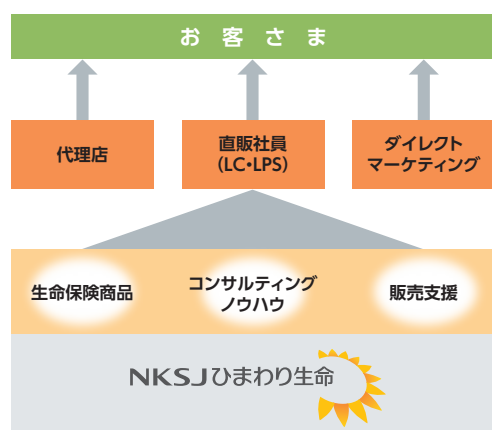 お客さま
代理店
直販社員
(LC・LPS)
ダイレクト
マーケティング
生命保険商品
コンサルティング
ノウハウ
販売支援
NKSJひまわり生命